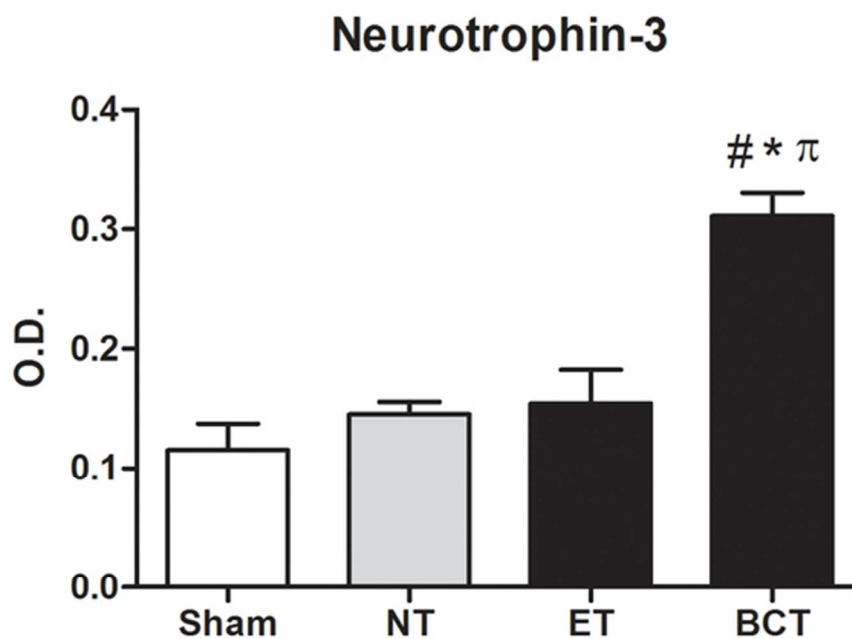 Neurotrophin-3
0.4
# * π
0.3
O.D.
0.2
0.1
0.0
Sham NT ET BCT